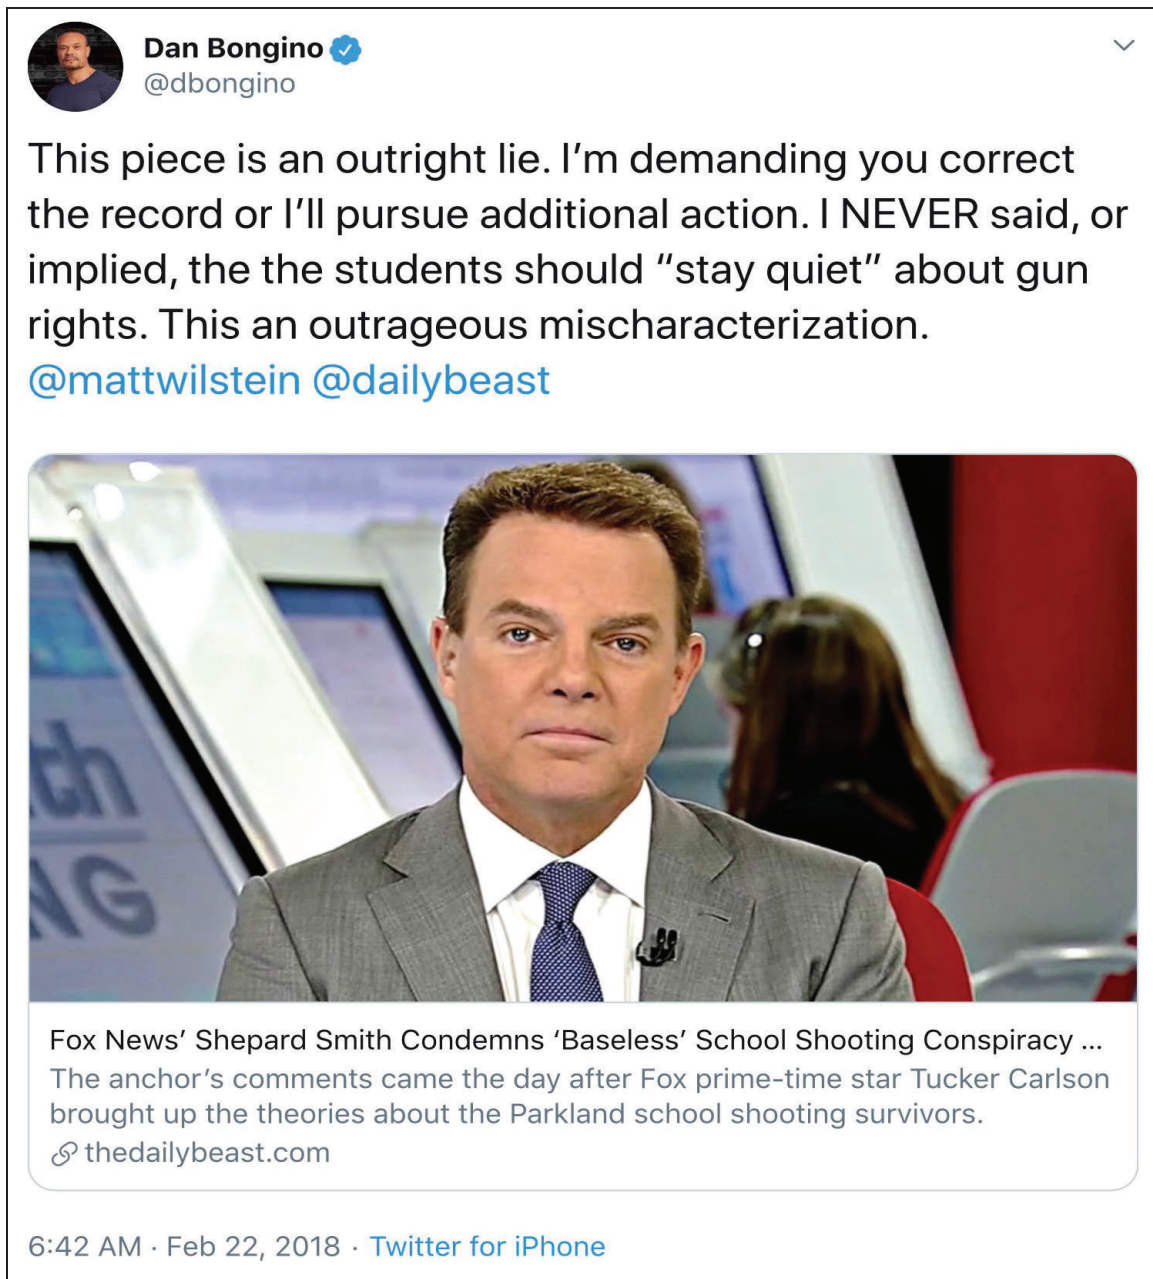 Dan Bongino
@dbongino
This piece is an outright lie. I’m demanding you correct
the record or I’ll pursue additional action. I NEVER said, or
implied, the the students should “stay quiet” about gun
rights. This an outrageous mischaracterization.
@mattwilstein @dailybeast
ch
NG
Fox News’ Shepard Smith Condemns ‘Baseless’ School Shooting Conspiracy ...
The anchor’s comments came the day after Fox prime-time star Tucker Carlson
brought up the theories about the Parkland school shooting survivors.
thedailybeast.com
6:42 AM · Feb 22, 2018 · Twitter for iPhone